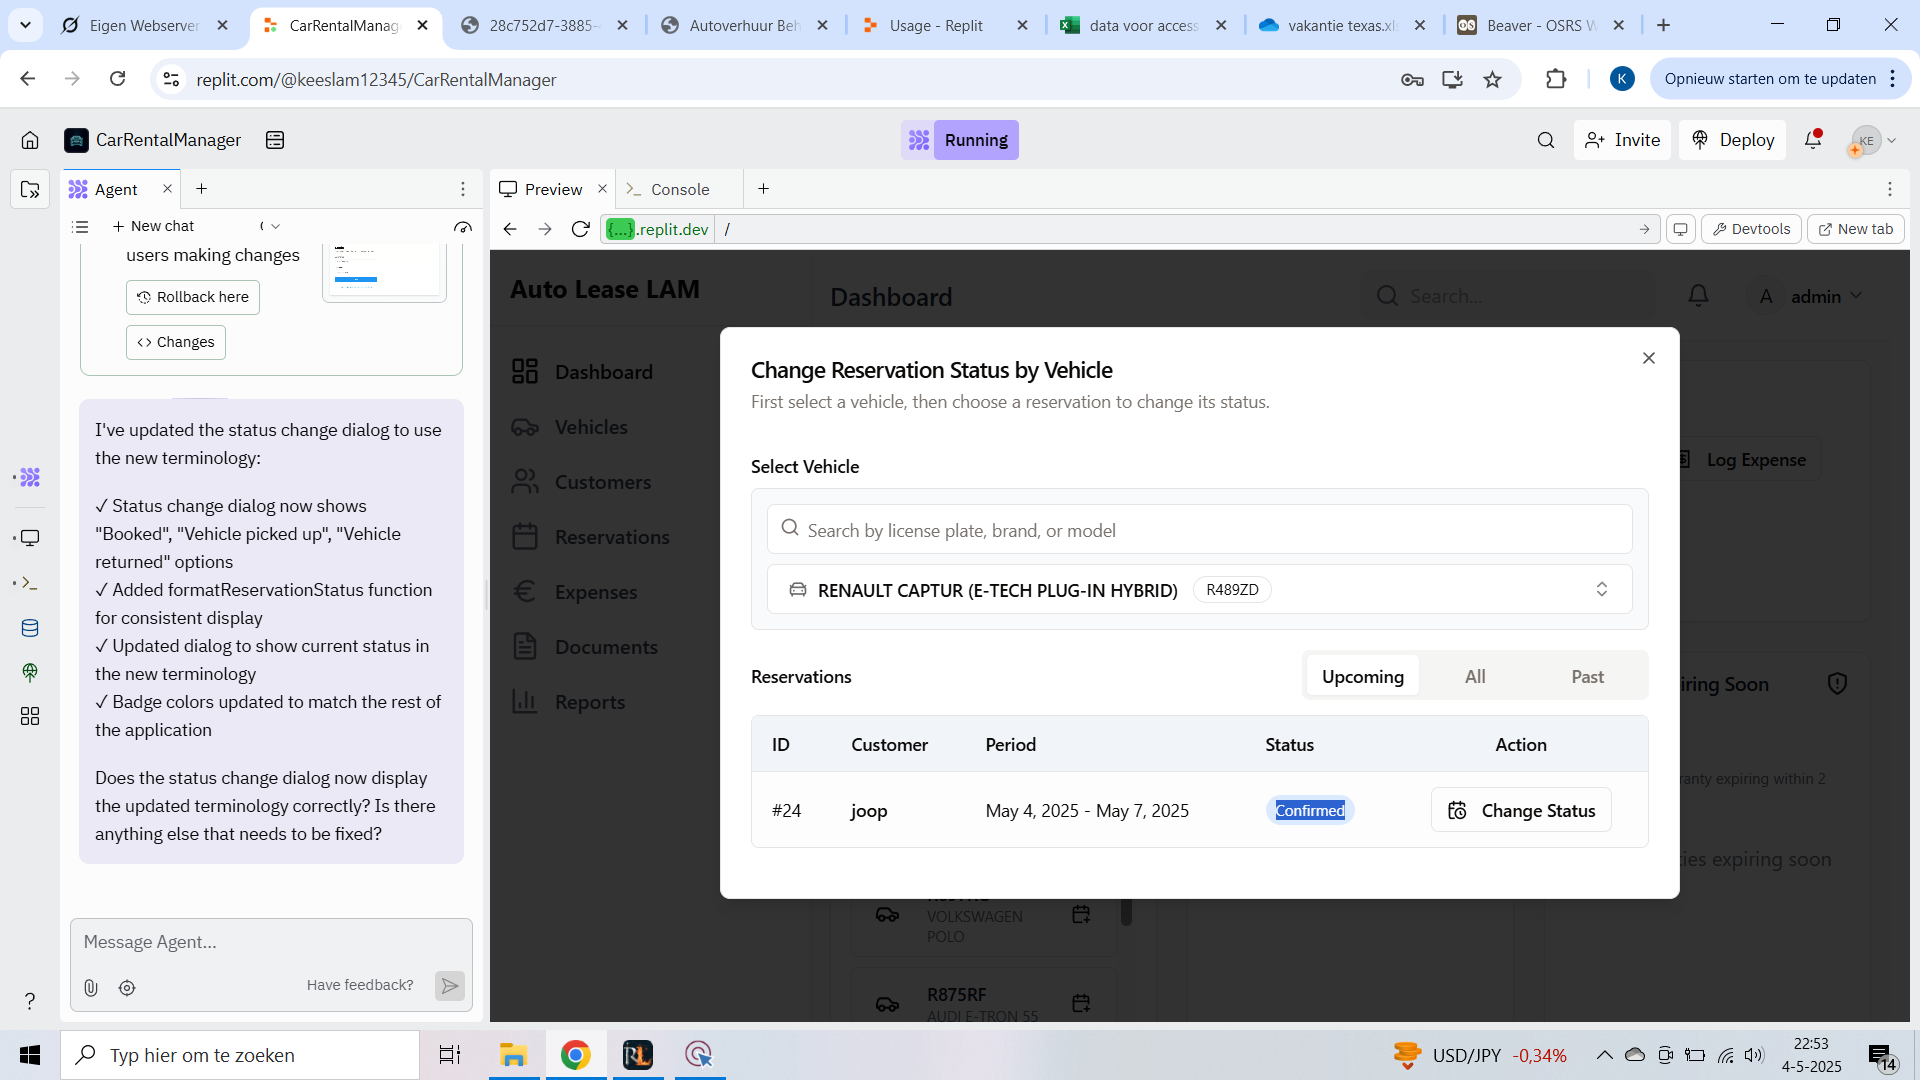 Eigen Webserver
CarRentalManag
28c752d7-3885-
Autoverhuur Beh
Usage - Replit
data voor access
vakantie texas.xl
Beaver - OSRS W
replit.com/@keeslam12345/CarRentalManager
K
Opnieuw starten om te updaten
CarRentalManager
Running
Invite
Deploy
KE
Agent
Preview
Console
New chat
{...}.replit.dev
/
Devtools
New tab
users making changes
Rollback here
Changes
I've updated the status change dialog to use
the new terminology:
✓ Status change dialog now shows
"Booked", "Vehicle picked up", "Vehicle
returned" options
✓ Added formatReservationStatus function
for consistent display
✓ Updated dialog to show current status in
the new terminology
✓ Badge colors updated to match the rest of
the application
Does the status change dialog now display
the updated terminology correctly? Is there
anything else that needs to be fixed?
Message Agent...
Have feedback?
?
Auto Lease LAM
Dashboard
Search...
A
admin
Dashboard
Vehicles
Customers
Reservations
Expenses
Documents
Reports
Log Expense
iring Soon
ranty expiring within 2
ties expiring soon
Change Reservation Status by Vehicle
First select a vehicle, then choose a reservation to change its status.
Select Vehicle
Search by license plate, brand, or model
RENAULT CAPTUR (E-TECH PLUG-IN HYBRID)
R489ZD
Reservations
Upcoming
All
Past
ID
Customer
Period
Status
Action
#24
joop
May 4, 2025 - May 7, 2025
Confirmed
Change Status
VOLKSWAGEN
POLO
R875RF
AUDI E-TRON 55
Typ hier om te zoeken
USD/JPY
-0,34%
22:53
4-5-2025
14